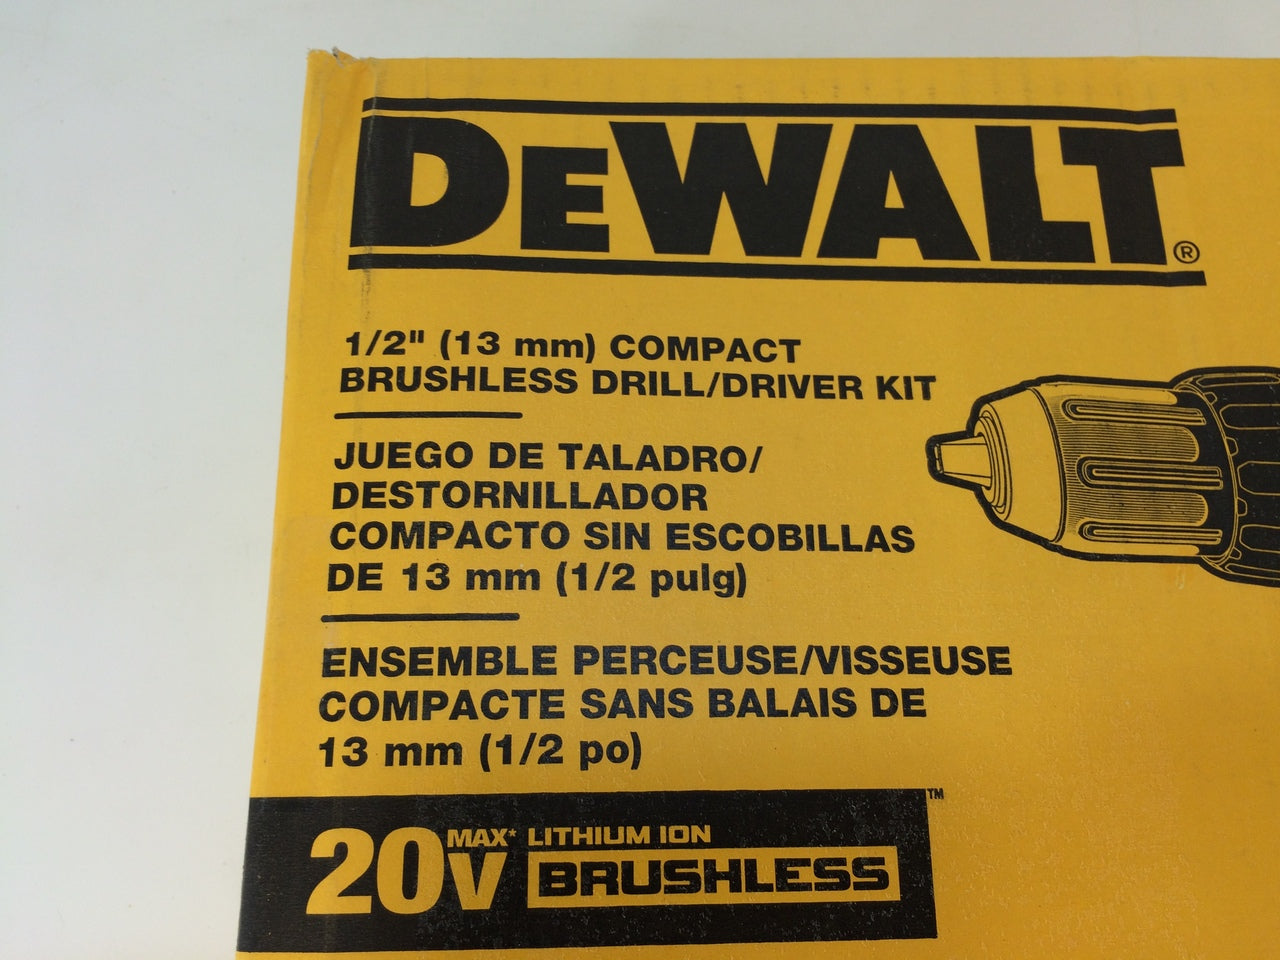 DEWALT®
1/2" (13 mm) COMPACT
BRUSHLESS DRILL/DRIVER KIT
JUEGO DE TALADRO/
DESTORNILLADOR
COMPACTO SIN ESCOBILLAS
DE 13 mm (1/2 pulg)
ENSEMBLE PERCEUSE/VISSEUSE
COMPACTE SANS BALAIS DE
13 mm (1/2 po)
20V MAX* LITHIUM ION ™
BRUSHLESS